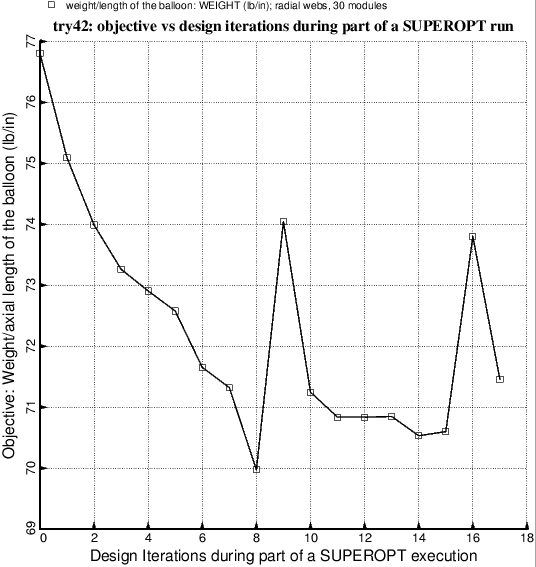 weight/length of the balloon: WEIGHT (lb/in); radial webs, 30 modules
try42: objective vs design iterations during part of a SUPEROPT run
Objective: Weight/axial length of the balloon (lb/in)
77
76
75
74
73
72
71
70
69
0 2 4 6 8 10 12 14 16 18
Design Iterations during part of a SUPEROPT execution